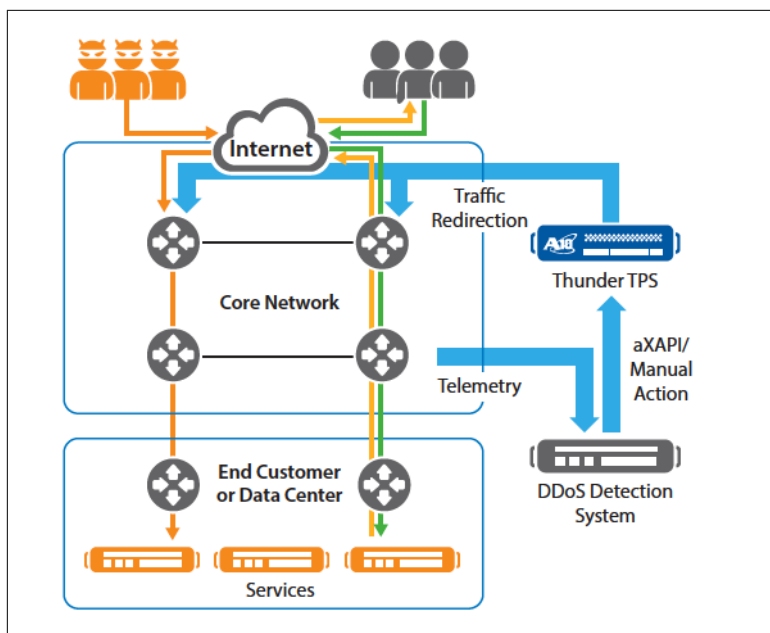 Internet
Traffic
Redirection
A10
Thunder TPS
Core Network
aXAPI/
Manual
Action
Telemetry
End Customer
or Data Center
DDoS Detection
System
Services